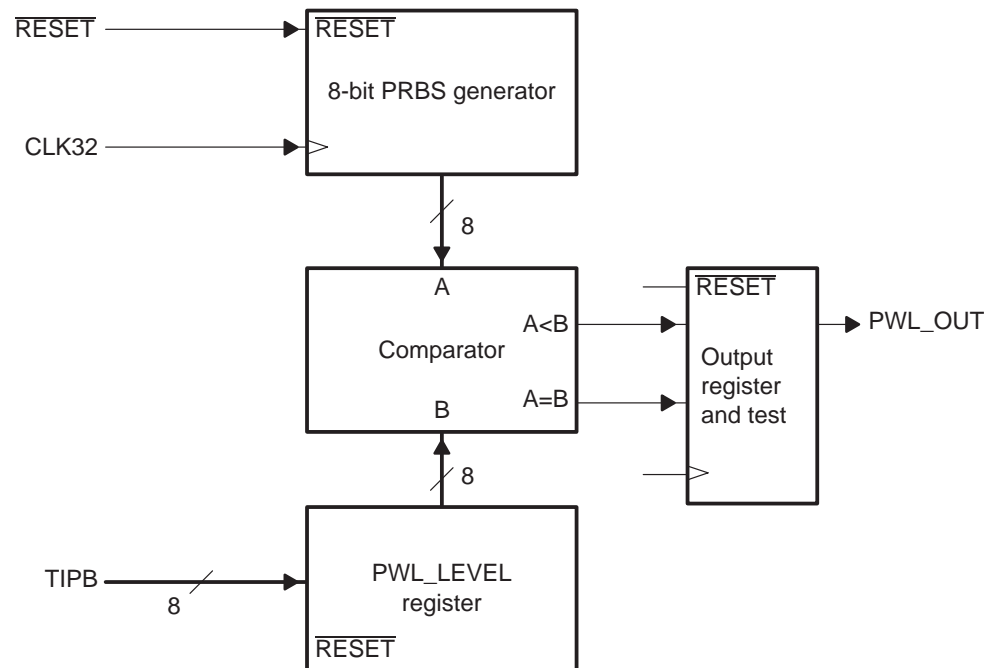 RESET
RESET
8-bit PRBS generator
CLK32
8
A
RESET
A<B
PWL_OUT
Comparator
Output
register
and test
A=B
B
8
PWL_LEVEL
register
TIPB
8
RESET